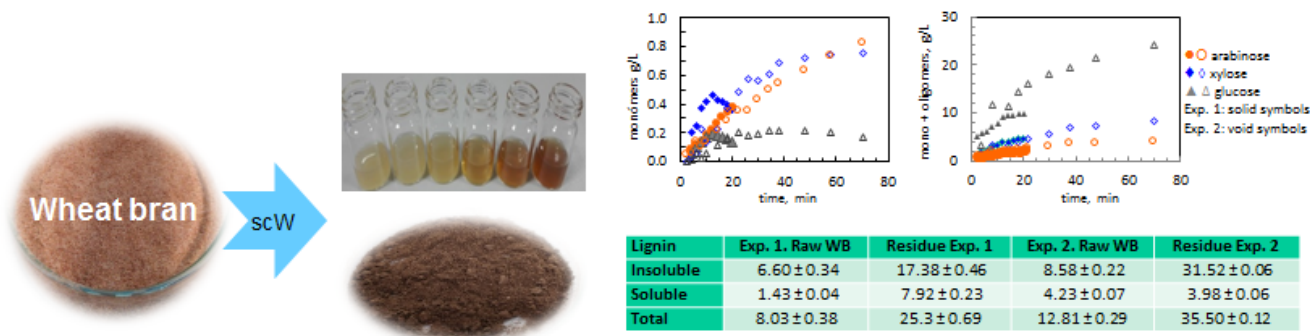 Wheat bran
scW
monómers g/L
1.0
0.8
0.6
0.4
0.2
0.0
0 20 40 60 80
time, min
mono + oligomers, g/L
30
20
10
0
0 20 40 60 80
time, min
arabinose
xylose
glucose
Exp. 1: solid symbols
Exp. 2: void symbols
Lignin Exp. 1. Raw WB Residue Exp. 1 Exp. 2. Raw WB Residue Exp. 2
Insoluble 6.60 ± 0.34 17.38 ± 0.46 8.58 ± 0.22 31.52 ± 0.06
Soluble 1.43 ± 0.04 7.92 ± 0.23 4.23 ± 0.07 3.98 ± 0.06
Total 8.03 ± 0.38 25.3 ± 0.69 12.81 ± 0.29 35.50 ± 0.12